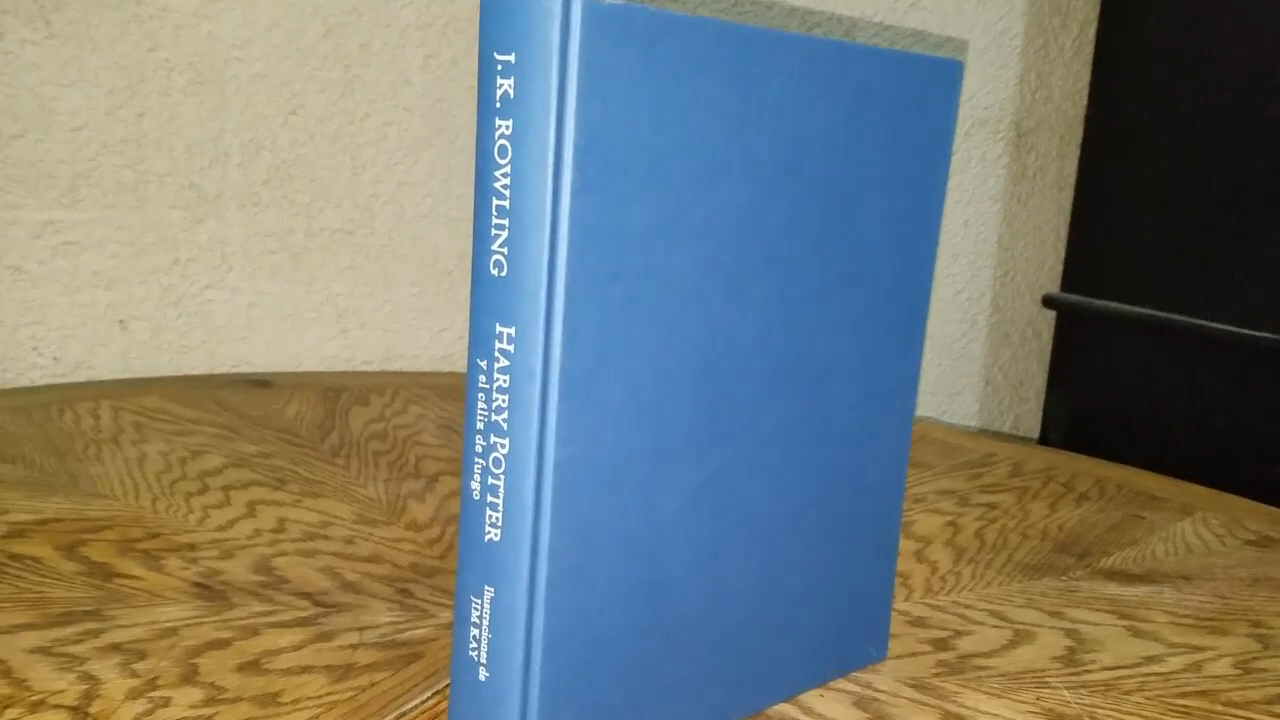 J.K. ROWLING
HARRY POTTER
y el cáliz de fuego
Ilustraciones de
JIM KAY